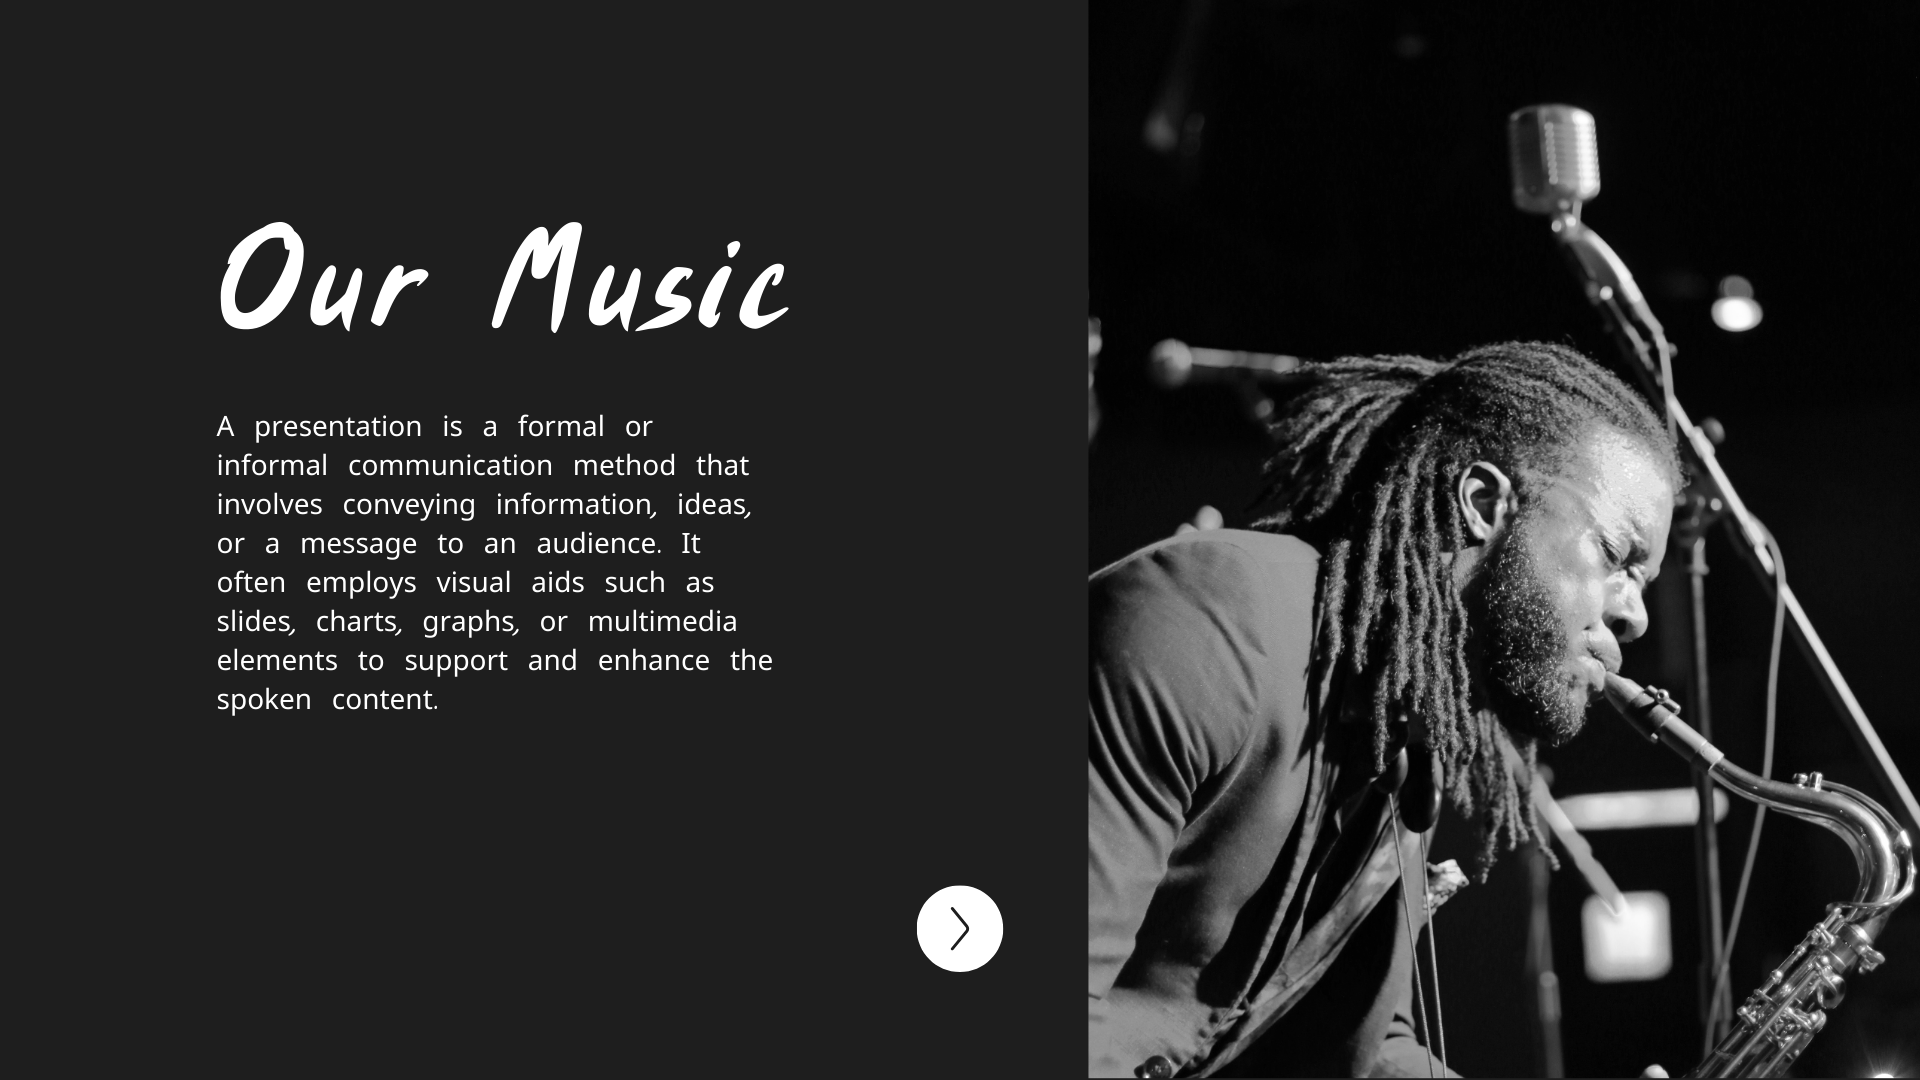 Our Music
A presentation is a formal or
informal communication method that
involves conveying information, ideas,
or a message to an audience. It
often employs visual aids such as
slides, charts, graphs, or multimedia
elements to support and enhance the
spoken content.